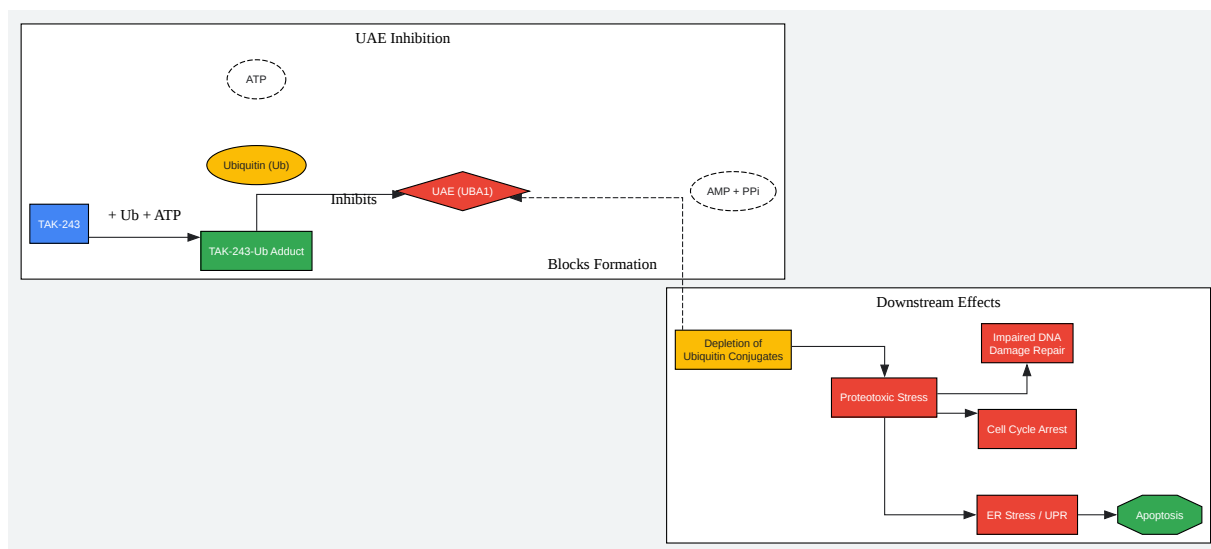 UAE Inhibition
ATP
Ubiquitin (Ub)
UAE (UBA1)
AMP + PPi
Inhibits
TAK-243
+ Ub + ATP
TAK-243-Ub Adduct
Blocks Formation
Downstream Effects
Depletion of
Ubiquitin Conjugates
Impaired DNA
Damage Repair
Proteotoxic Stress
Cell Cycle Arrest
ER Stress / UPR
Apoptosis